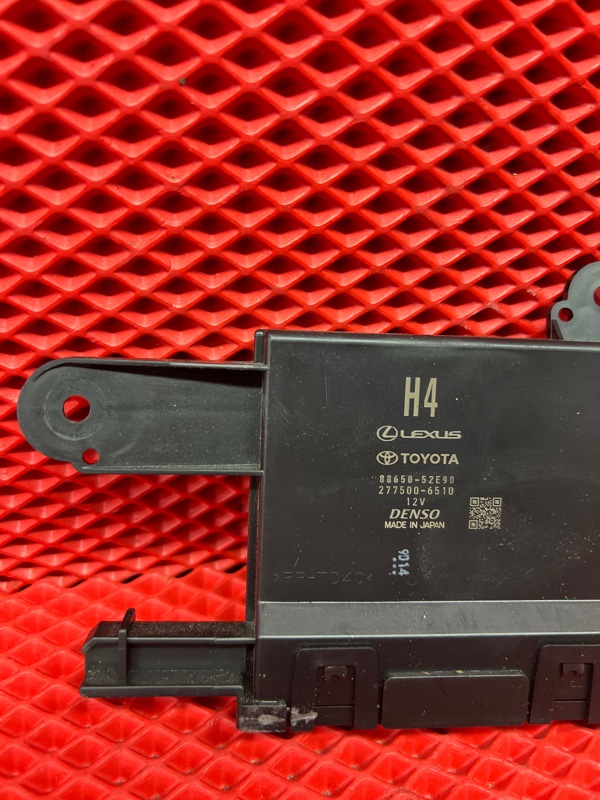 H4
LEXUS
TOYOTA
88650-52E90
277500-6510
12V
DENSO
MADE IN JAPAN
9014
>PP-TD40<